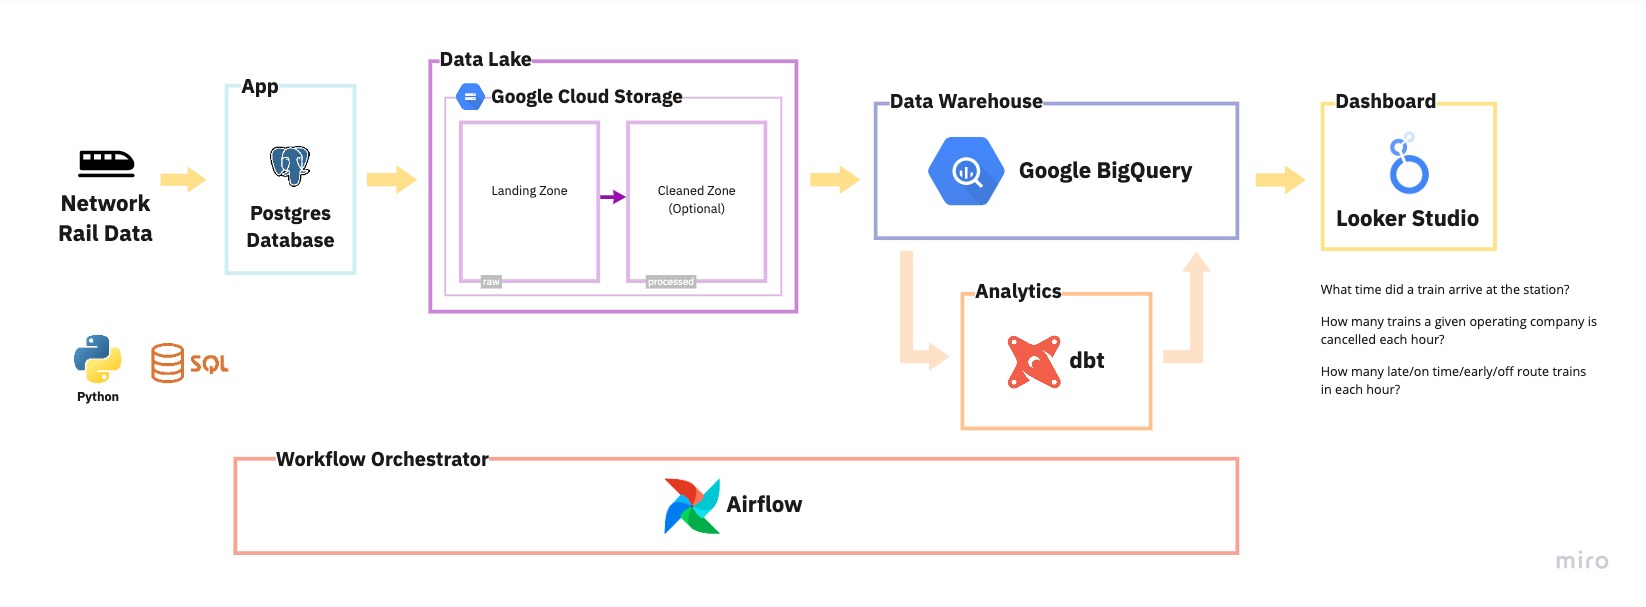 Network
Rail Data
App
Postgres
Database
Data Lake
Google Cloud Storage
Landing Zone
raw
Cleaned Zone
(Optional)
processed
Data Warehouse
Google BigQuery
Dashboard
Looker Studio
What time did a train arrive at the station?
How many trains a given operating company is
cancelled each hour?
How many late/on time/early/off route trains
in each hour?
Analytics
dbt
Python
SQL
Workflow Orchestrator
Airflow
miro